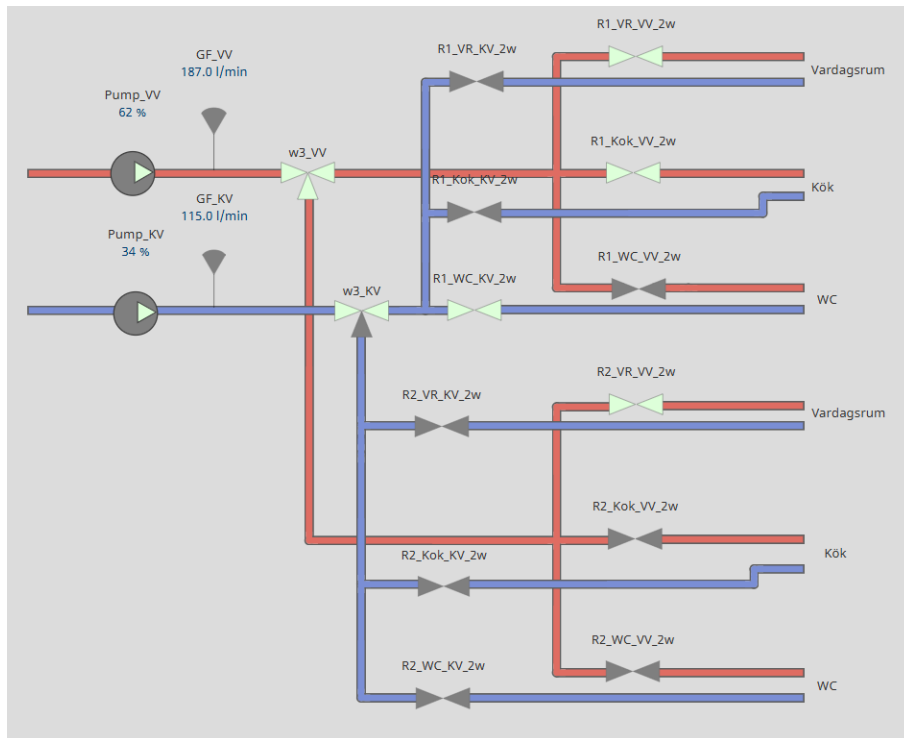 R1_VR_VV_2w
GF_VV
187.0 l/min
R1_VR_KV_2w
Vardagsrum
Pump_VV
62 %
w3_VV
R1_Kok_VV_2w
R1_Kok_KV_2w
Kök
GF_KV
115.0 l/min
Pump_KV
34 %
R1_WC_VV_2w
R1_WC_KV_2w
w3_KV
WC
R2_VR_VV_2w
R2_VR_KV_2w
Vardagsrum
R2_Kok_VV_2w
R2_Kok_KV_2w
Kök
R2_WC_VV_2w
R2_WC_KV_2w
WC